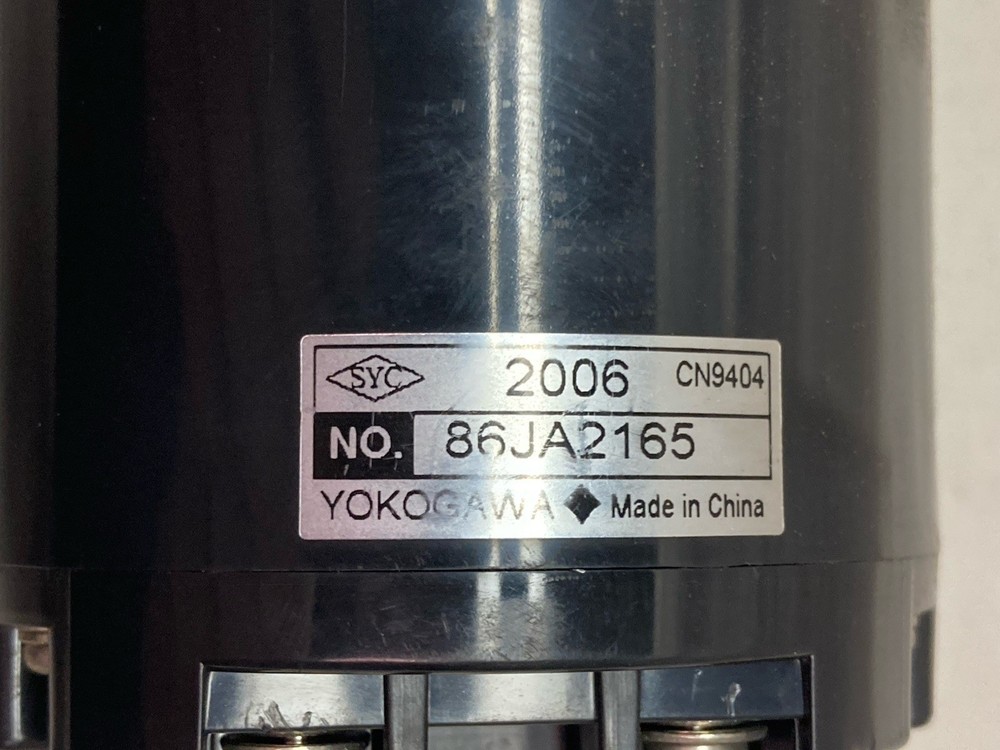 SYC 2006 CN9404
NO. 86JA2165
YOKOGAWA ◆ Made in China